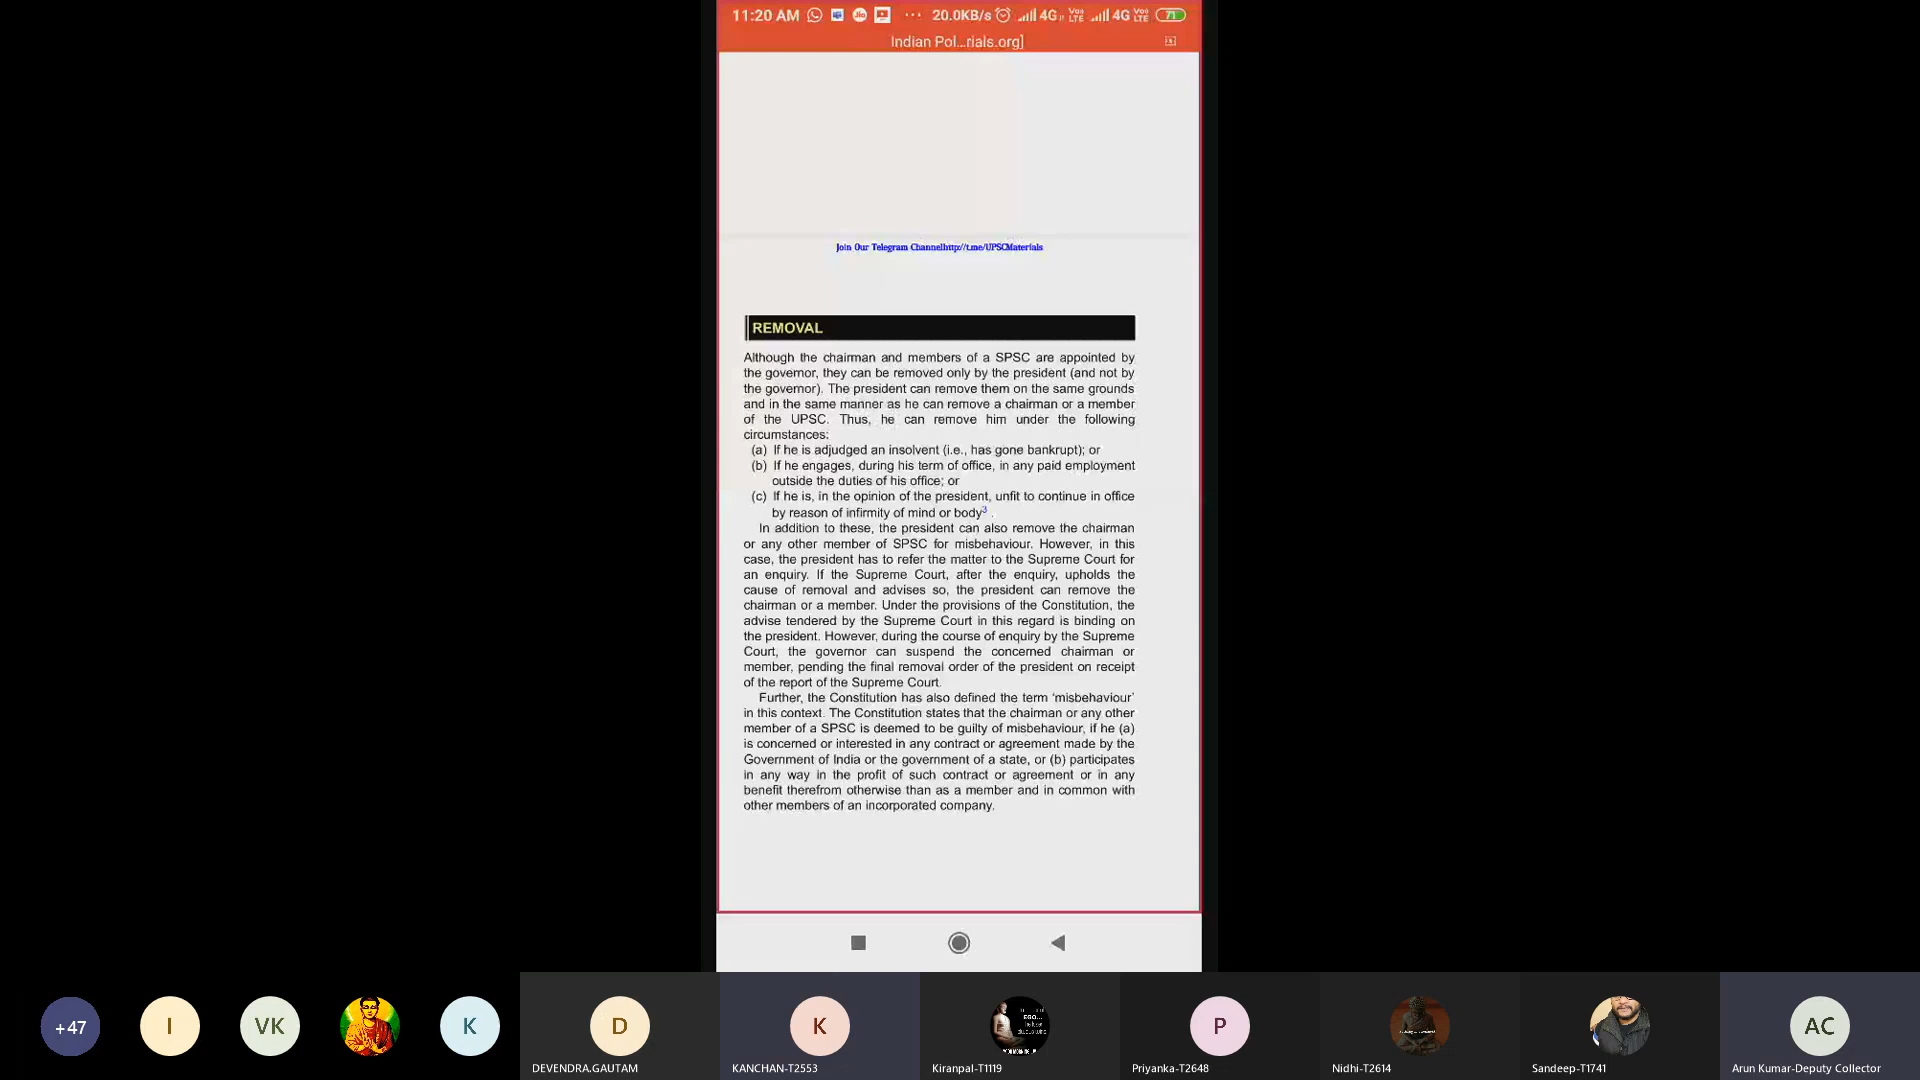 11:20 AM ... 20.0KB/s 4G Vo) LTE 4G Vo) LTE 71
Indian Pol...rials.org]
Join Our Telegram Channelhttp://t.me/UPSCMaterials
REMOVAL
Although the chairman and members of a SPSC are appointed by
the governor, they can be removed only by the president (and not by
the governor). The president can remove them on the same grounds
and in the same manner as he can remove a chairman or a member
of the UPSC. Thus, he can remove him under the following
circumstances:
(a) If he is adjudged an insolvent (i.e., has gone bankrupt); or
(b) If he engages, during his term of office, in any paid employment
outside the duties of his office; or
(c) If he is, in the opinion of the president, unfit to continue in office
by reason of infirmity of mind or body3 .
In addition to these, the president can also remove the chairman
or any other member of SPSC for misbehaviour. However, in this
case, the president has to refer the matter to the Supreme Court for
an enquiry. If the Supreme Court, after the enquiry, upholds the
cause of removal and advises so, the president can remove the
chairman or a member. Under the provisions of the Constitution, the
advise tendered by the Supreme Court in this regard is binding on
the president. However, during the course of enquiry by the Supreme
Court, the governor can suspend the concerned chairman or
member, pending the final removal order of the president on receipt
of the report of the Supreme Court.
Further, the Constitution has also defined the term ‘misbehaviour’
in this context. The Constitution states that the chairman or any other
member of a SPSC is deemed to be guilty of misbehaviour, if he (a)
is concerned or interested in any contract or agreement made by the
Government of India or the government of a state, or (b) participates
in any way in the profit of such contract or agreement or in any
benefit therefrom otherwise than as a member and in common with
other members of an incorporated company.
+47 I VK K D K P AC
DEVENDRA.GAUTAM KANCHAN-T2553 Kiranpal-T1119 Priyanka-T2648 Nidhi-T2614 Sandeep-T1741 Arun Kumar-Deputy Collector